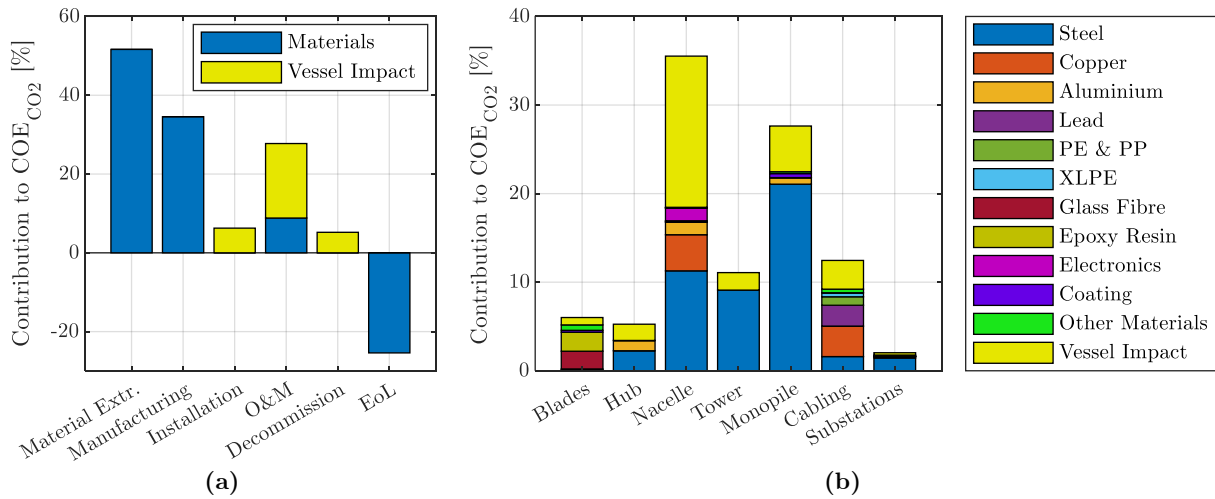 60
40
20
0
-20
Contribution to COE_CO2 [%]
Materials
Vessel Impact
Material Extr.
Manufacturing
Installation
O&M
Decommission
EoL
(a)
40
30
20
10
0
Contribution to COE_CO2 [%]
Blades
Hub
Nacelle
Tower
Monopile
Cabling
Substations
(b)
Steel
Copper
Aluminium
Lead
PE & PP
XLPE
Glass Fibre
Epoxy Resin
Electronics
Coating
Other Materials
Vessel Impact